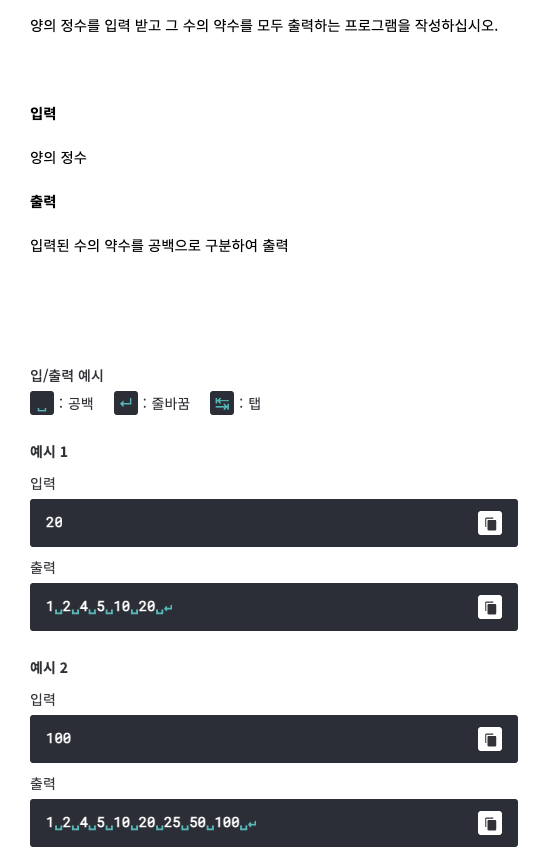 양의 정수를 입력 받고 그 수의 약수를 모두 출력하는 프로그램을 작성하십시오.
입력
양의 정수
출력
입력된 수의 약수를 공백으로 구분하여 출력
입/출력 예시
␣ : 공백 ↵ : 줄바꿈 ↹ : 탭
예시 1
입력
20
출력
1␣2␣4␣5␣10␣20␣↵
예시 2
입력
100
출력
1␣2␣4␣5␣10␣20␣25␣50␣100␣↵